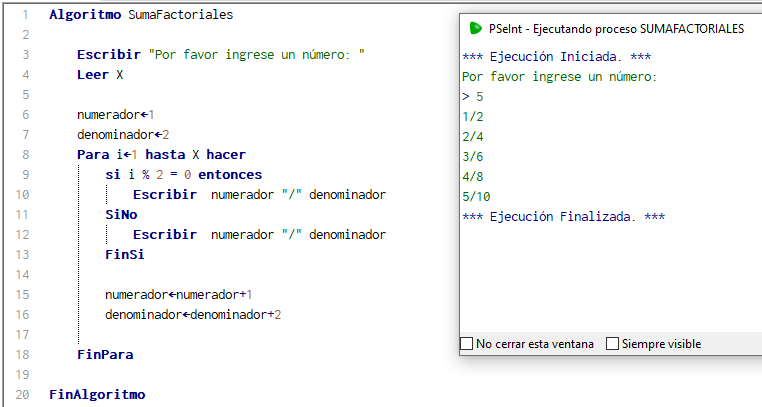 1 Algoritmo SumaFactoriales
2
3 Escribir "Por favor ingrese un número: "
4 Leer X
5
6 numerador←1
7 denominador←2
8 Para i←1 hasta X hacer
9 si i % 2 = 0 entonces
10 Escribir numerador "/" denominador
11 SiNo
12 Escribir numerador "/" denominador
13 FinSi
14
15 numerador←numerador+1
16 denominador←denominador+2
17
18 FinPara
19
20 FinAlgoritmo
PSeInt - Ejecutando proceso SUMAFACTORIALES
*** Ejecución Iniciada. ***
Por favor ingrese un número:
> 5
1/2
2/4
3/6
4/8
5/10
*** Ejecución Finalizada. ***
No cerrar esta ventana Siempre visible